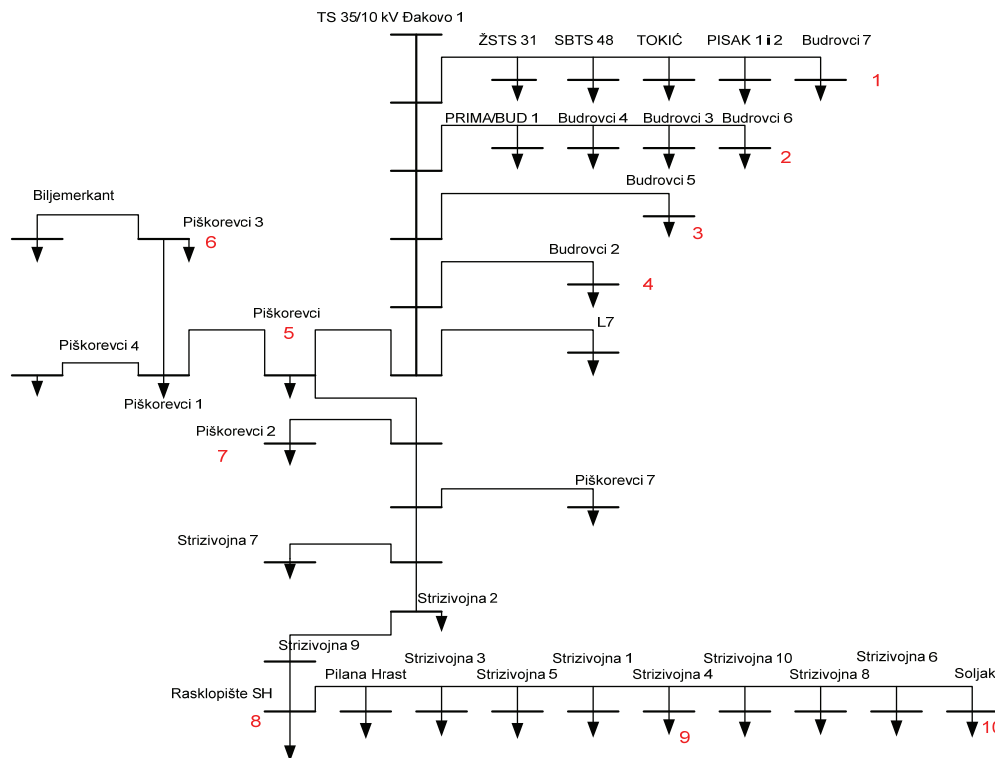 TS 35/10 kV Đakovo 1
ŽSTS 31 SBTS 48 TOKIĆ PISAK 1 i 2 Budrovci 7
1
PRIMA/BUD 1 Budrovci 4 Budrovci 3 Budrovci 6
2
Budrovci 5
3
Biljemerkant
Piškorevci 3
6
Budrovci 2
4
Piškorevci
5
L7
Piškorevci 4
Piškorevci 1
Piškorevci 2
7
Piškorevci 7
Strizivojna 7
Strizivojna 2
Strizivojna 9
Strizivojna 3 Strizivojna 1 Strizivojna 10 Strizivojna 6
Pilana Hrast Strizivojna 5 Strizivojna 4 Strizivojna 8 Soljak
Rasklopište SH
8
9
10